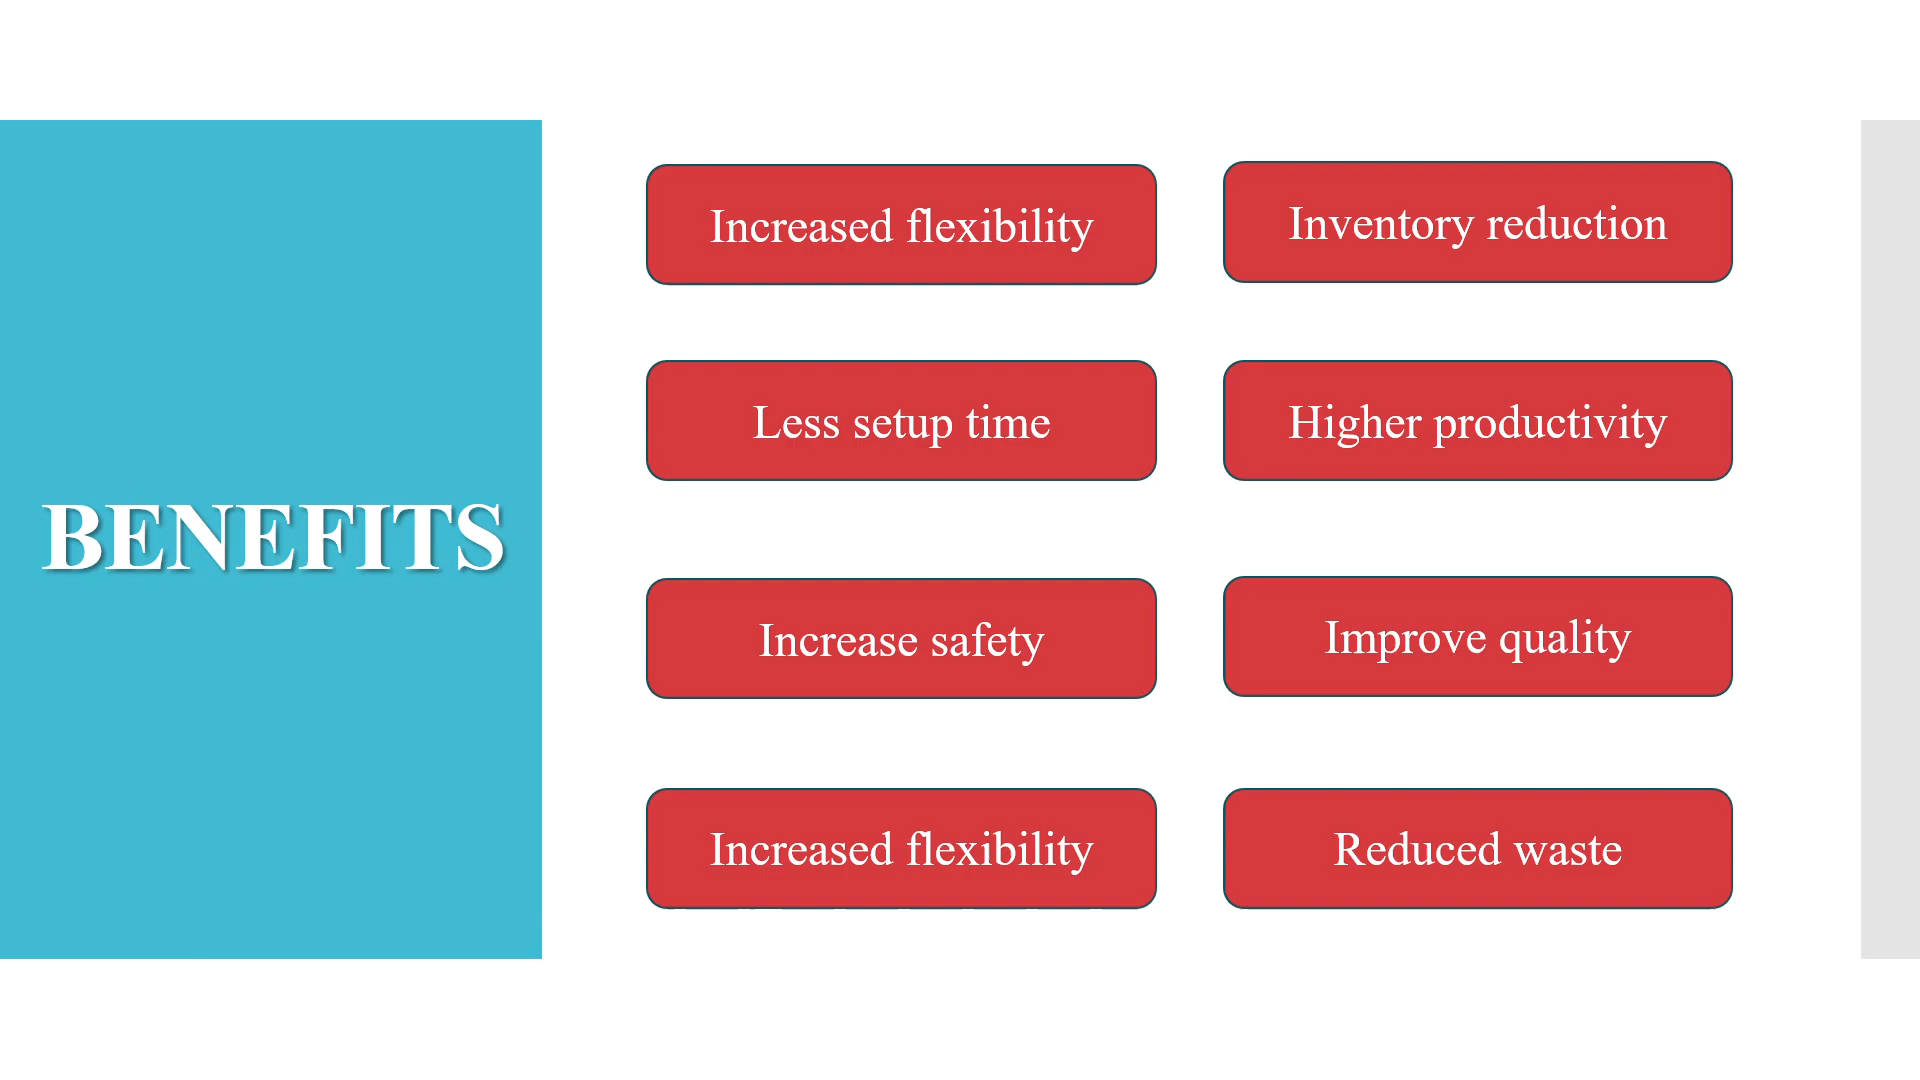 BENEFITS
Increased flexibility
Inventory reduction
Less setup time
Higher productivity
Increase safety
Improve quality
Increased flexibility
Reduced waste